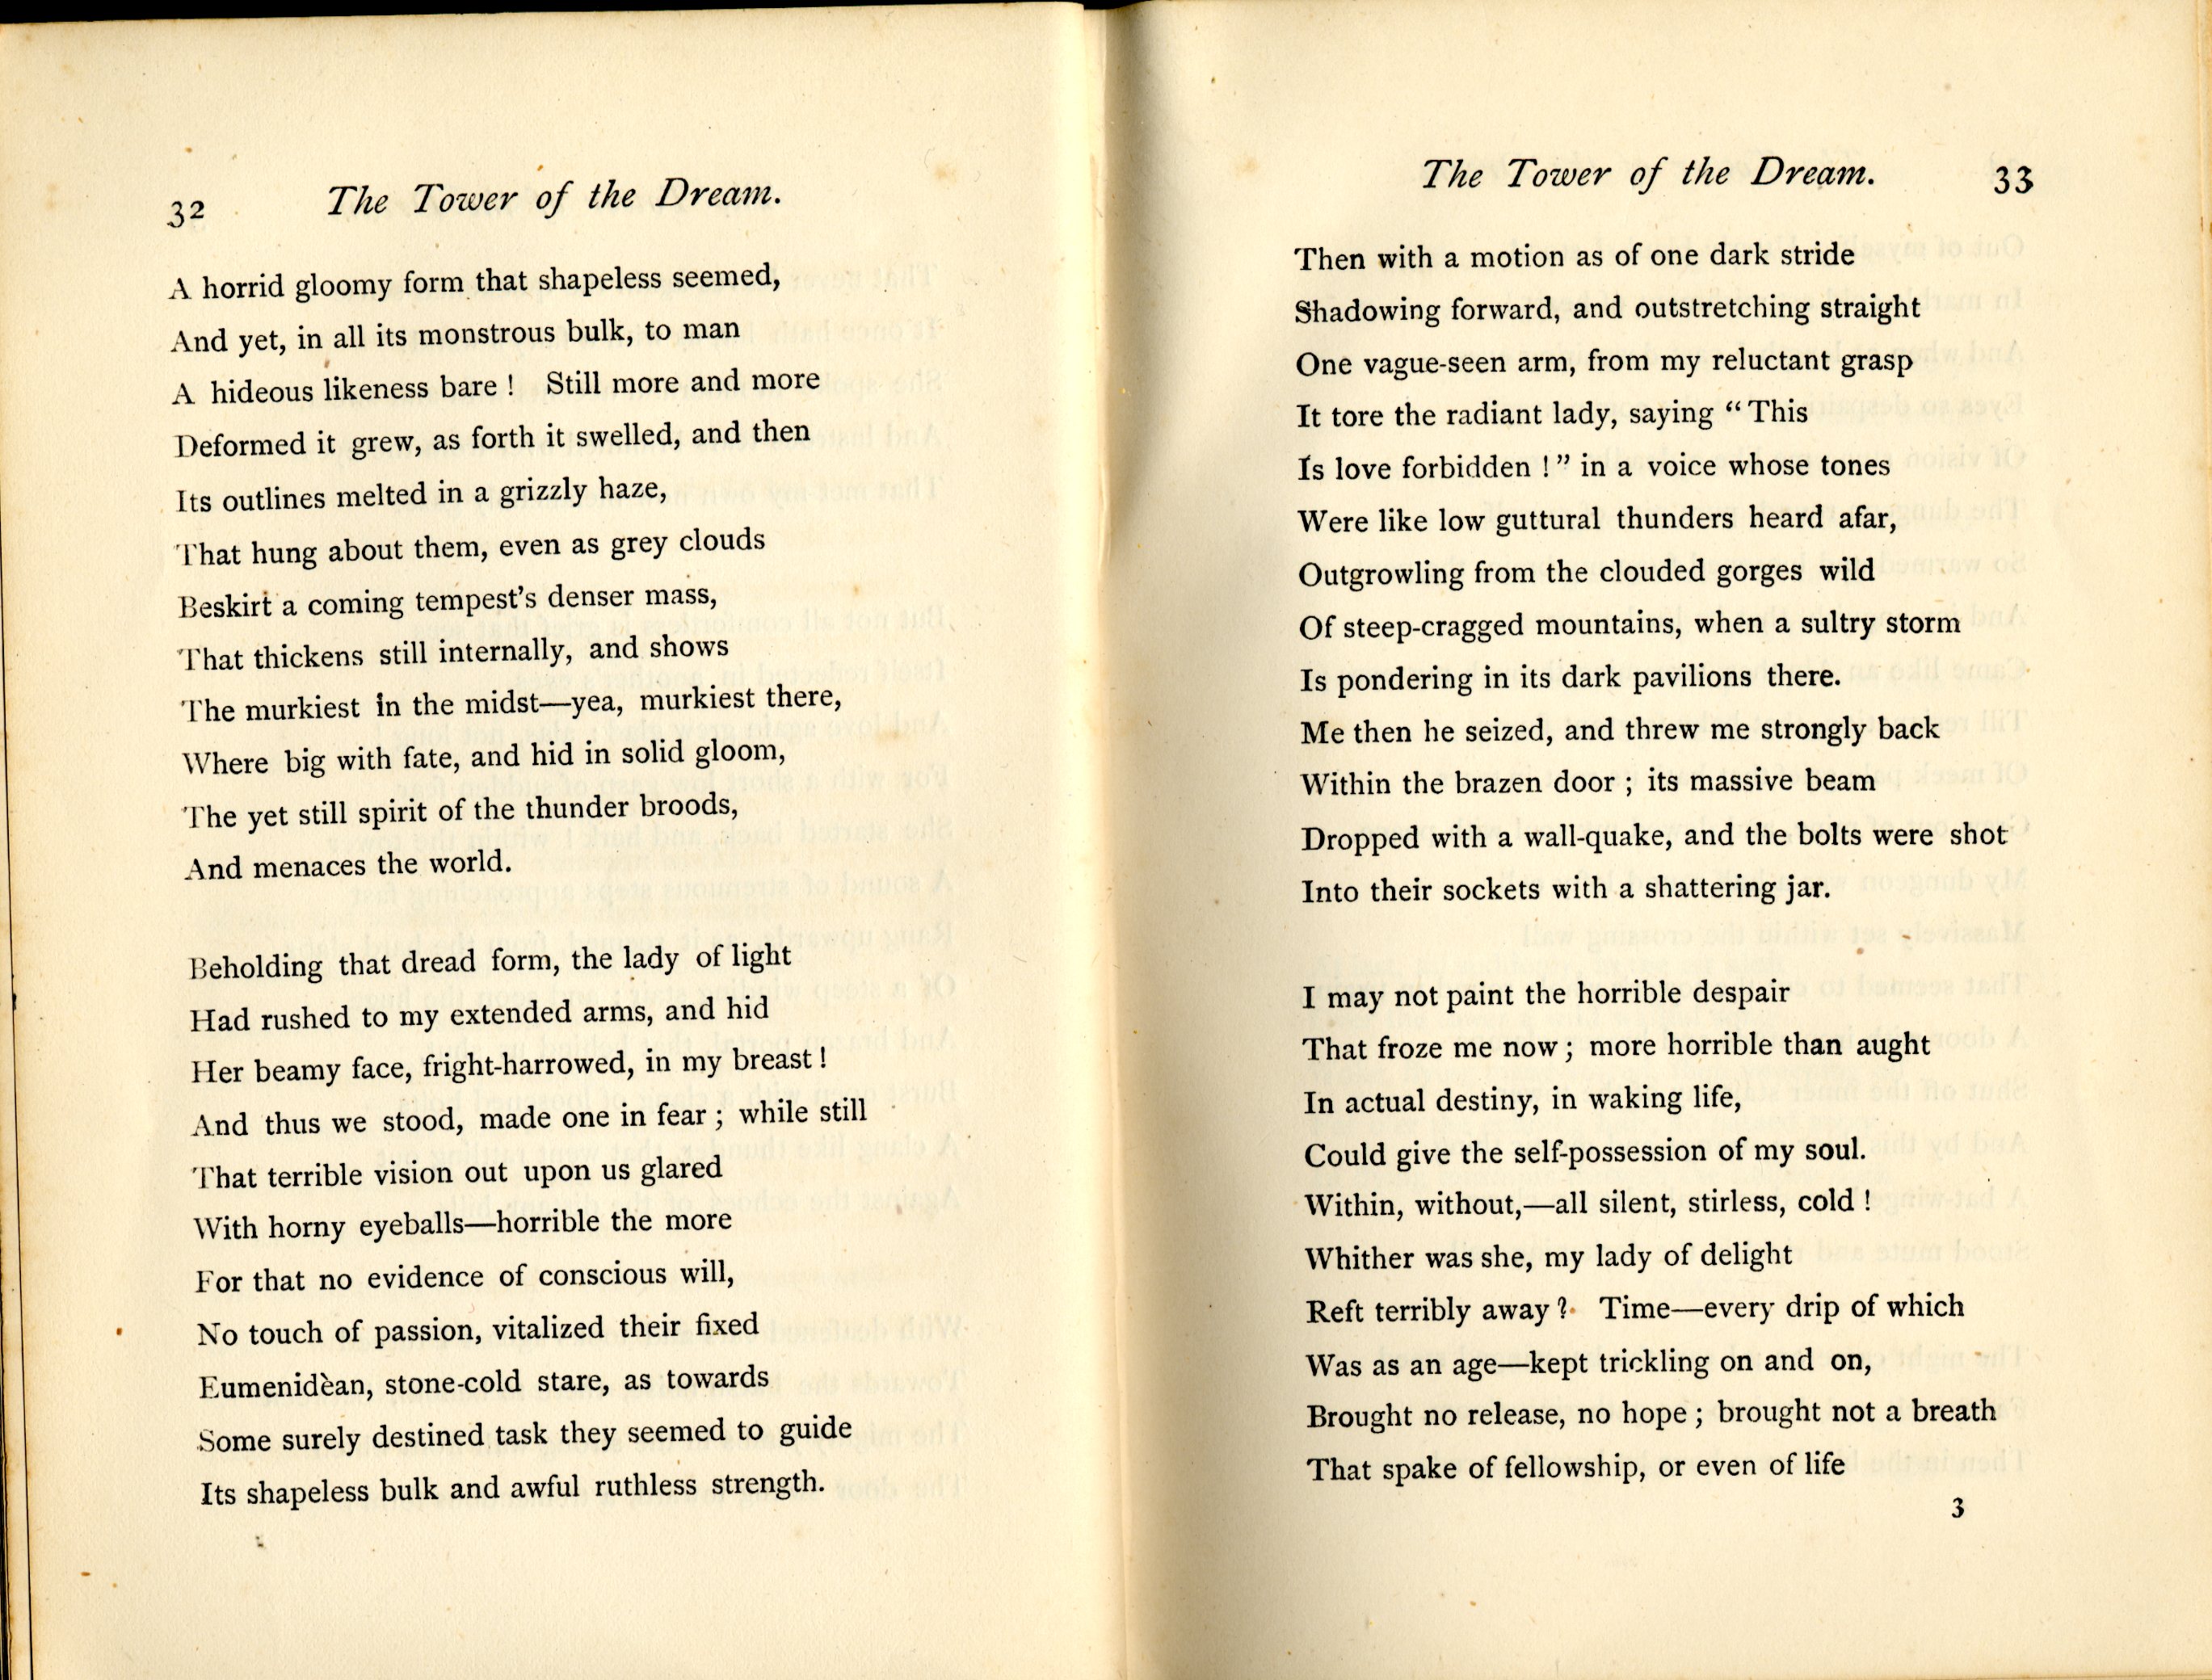 32 The Tower of the Dream.
A horrid gloomy form that shapeless seemed,
And yet, in all its monstrous bulk, to man
A hideous likeness bare ! Still more and more
Deformed it grew, as forth it swelled, and then
Its outlines melted in a grizzly haze,
That hung about them, even as grey clouds
Beskirt a coming tempest's denser mass,
That thickens still internally, and shows
The murkiest in the midst—yea, murkiest there,
Where big with fate, and hid in solid gloom,
The yet still spirit of the thunder broods,
And menaces the world.
Beholding that dread form, the lady of light
Had rushed to my extended arms, and hid
Her beamy face, fright-harrowed, in my breast !
And thus we stood, made one in fear ; while still
That terrible vision out upon us glared
With horny eyeballs—horrible the more
For that no evidence of conscious will,
No touch of passion, vitalized their fixed
Eumenidèan, stone-cold stare, as towards
Some surely destined task they seemed to guide
Its shapeless bulk and awful ruthless strength.
The Tower of the Dream. 33
Then with a motion as of one dark stride
Shadowing forward, and outstretching straight
One vague-seen arm, from my reluctant grasp
It tore the radiant lady, saying “ This
Is love forbidden ! ” in a voice whose tones
Were like low guttural thunders heard afar,
Outgrowling from the clouded gorges wild
Of steep-cragged mountains, when a sultry storm
Is pondering in its dark pavilions there.
Me then he seized, and threw me strongly back
Within the brazen door ; its massive beam
Dropped with a wall-quake, and the bolts were shot
Into their sockets with a shattering jar.
I may not paint the horrible despair
That froze me now ; more horrible than aught
In actual destiny, in waking life,
Could give the self-possession of my soul.
Within, without,—all silent, stirless, cold !
Whither was she, my lady of delight
Reft terribly away ? Time—every drip of which
Was as an age—kept trickling on and on,
Brought no release, no hope ; brought not a breath
That spake of fellowship, or even of life
3